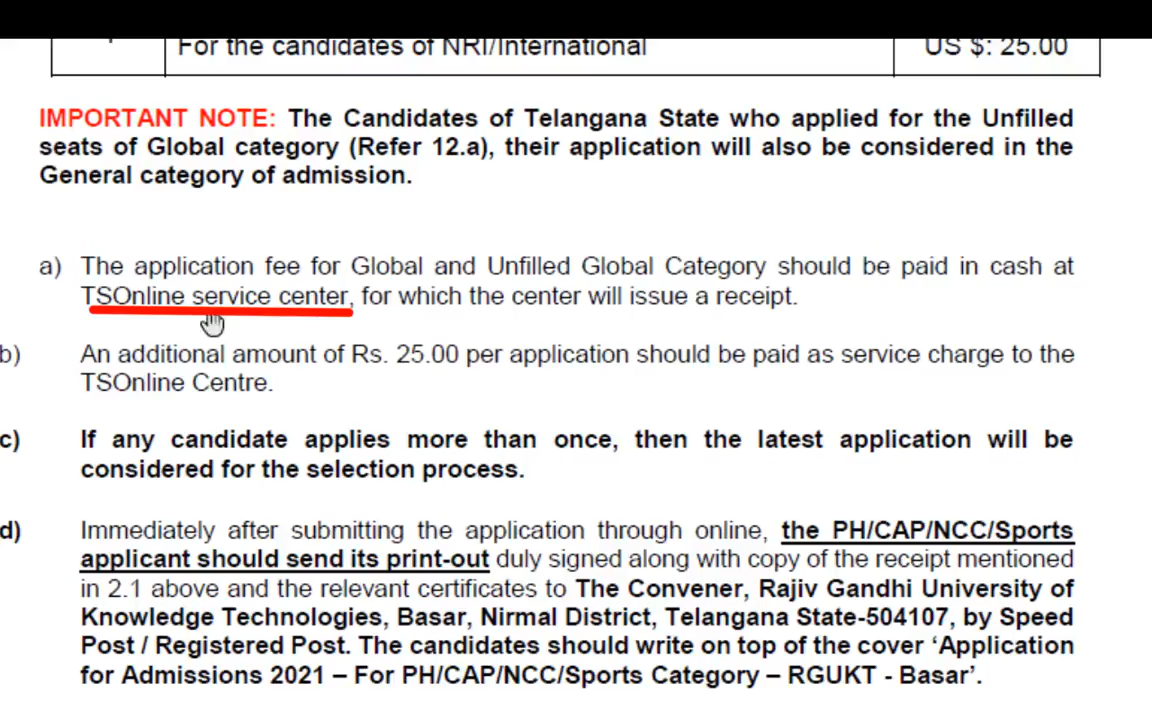 For the candidates of NRI/International US $: 25.00
IMPORTANT NOTE: The Candidates of Telangana State who applied for the Unfilled
seats of Global category (Refer 12.a), their application will also be considered in the
General category of admission.
a) The application fee for Global and Unfilled Global Category should be paid in cash at
TSOnline service center, for which the center will issue a receipt.
b) An additional amount of Rs. 25.00 per application should be paid as service charge to the
TSOnline Centre.
c) If any candidate applies more than once, then the latest application will be
considered for the selection process.
d) Immediately after submitting the application through online, the PH/CAP/NCC/Sports
applicant should send its print-out duly signed along with copy of the receipt mentioned
in 2.1 above and the relevant certificates to The Convener, Rajiv Gandhi University of
Knowledge Technologies, Basar, Nirmal District, Telangana State-504107, by Speed
Post / Registered Post. The candidates should write on top of the cover ‘Application
for Admissions 2021 – For PH/CAP/NCC/Sports Category – RGUKT - Basar’.